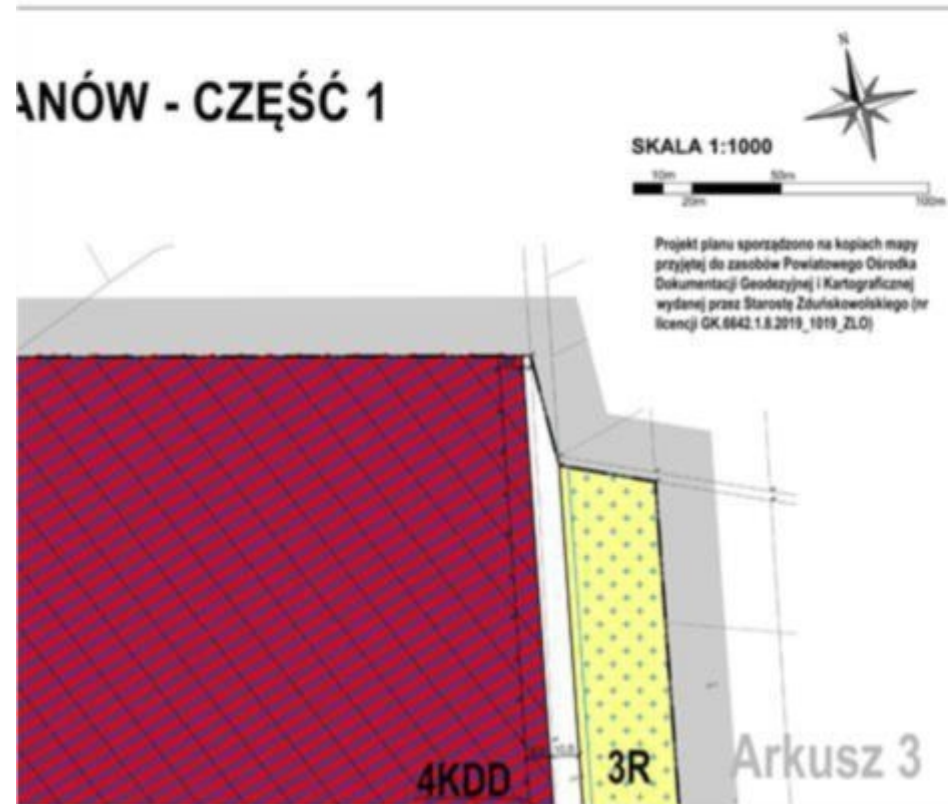 N
ANÓW - CZĘŚĆ 1
SKALA 1:1000
10m 50m
20m 100m
Projekt planu sporządzono na kopiach mapy
przyjętej do zasobów Powiatowego Ośrodka
Dokumentacji Geodezyjnej i Kartograficznej
wydanej przez Starostę Zduńskowolskiego (nr
licencji GK.6642.1.8.2019_1019_ZLO)
4KDD
3R
Arkusz 3